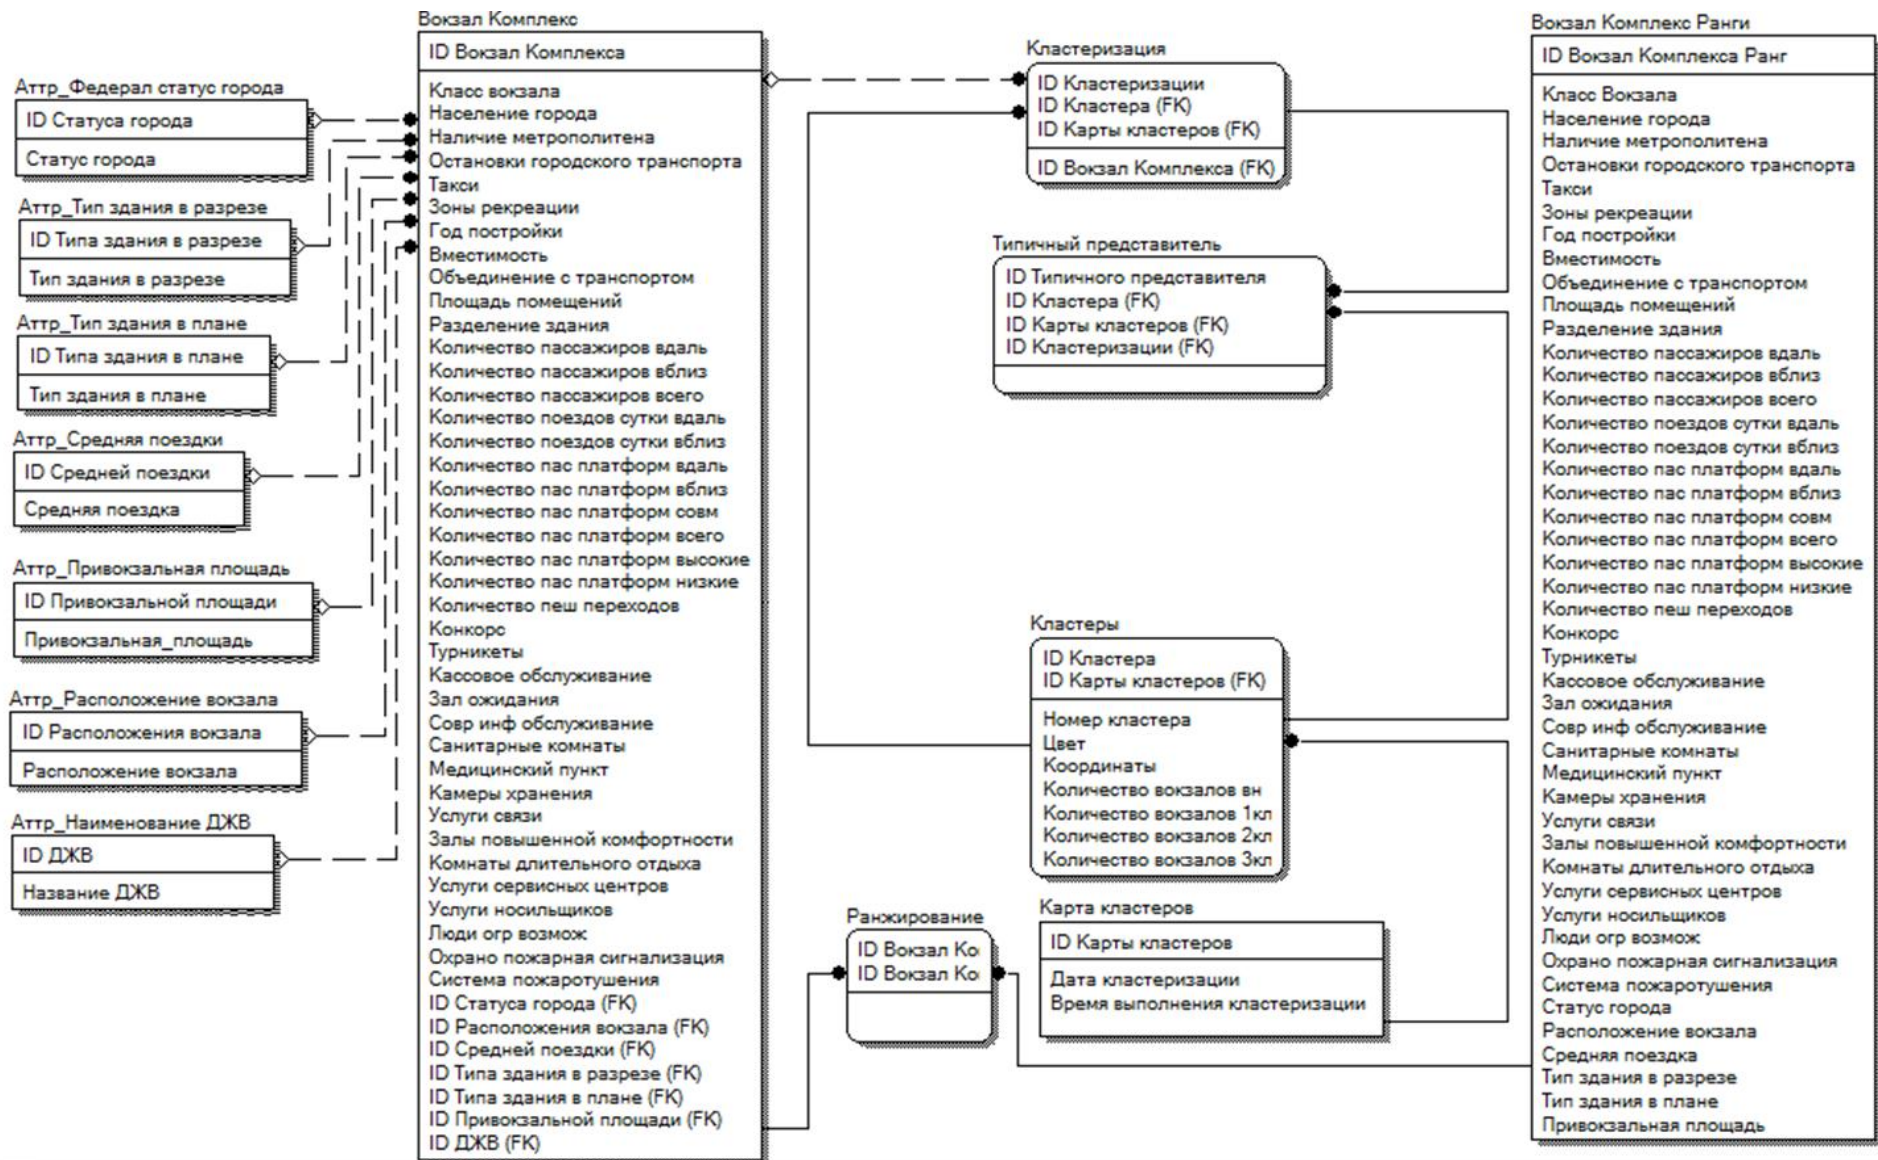 Аттр_Федерал статус города
ID Статуса города
Статус города
Аттр_Тип здания в разрезе
ID Типа здания в разрезе
Тип здания в разрезе
Аттр_Тип здания в плане
ID Типа здания в плане
Тип здания в плане
Аттр_Средняя поездки
ID Средней поездки
Средняя поездка
Аттр_Привокзальная площадь
ID Привокзальной площади
Привокзальная_площадь
Аттр_Расположение вокзала
ID Расположения вокзала
Расположение вокзала
Аттр_Наименование ДЖВ
ID ДЖВ
Название ДЖВ
Вокзал Комплекс
ID Вокзал Комплекса
Класс вокзала
Население города
Наличие метрополитена
Остановки городского транспорта
Такси
Зоны рекреации
Год постройки
Вместимость
Объединение с транспортом
Площадь помещений
Разделение здания
Количество пассажиров вдаль
Количество пассажиров вблиз
Количество пассажиров всего
Количество поездов сутки вдаль
Количество поездов сутки вблиз
Количество пас платформ вдаль
Количество пас платформ вблиз
Количество пас платформ совм
Количество пас платформ всего
Количество пас платформ высокие
Количество пас платформ низкие
Количество пеш переходов
Конкорс
Турникеты
Кассовое обслуживание
Зал ожидания
Совр инф обслуживание
Санитарные комнаты
Медицинский пункт
Камеры хранения
Услуги связи
Залы повышенной комфортности
Комнаты длительного отдыха
Услуги сервисных центров
Услуги носильщиков
Люди огр возмож
Охрано пожарная сигнализация
Система пожаротушения
ID Статуса города (FK)
ID Расположения вокзала (FK)
ID Средней поездки (FK)
ID Типа здания в разрезе (FK)
ID Типа здания в плане (FK)
ID Привокзальной площади (FK)
ID ДЖВ (FK)
Кластеризация
ID Кластеризации
ID Кластера (FK)
ID Карты кластеров (FK)
ID Вокзал Комплекса (FK)
Типичный представитель
ID Типичного представителя
ID Кластера (FK)
ID Карты кластеров (FK)
ID Кластеризации (FK)
Кластеры
ID Кластера
ID Карты кластеров (FK)
Номер кластера
Цвет
Координаты
Количество вокзалов вн
Количество вокзалов 1кл
Количество вокзалов 2кл
Количество вокзалов 3кл
Ранжирование
ID Вокзал Ко
ID Вокзал Ко
Карта кластеров
ID Карты кластеров
Дата кластеризации
Время выполнения кластеризации
Вокзал Комплекс Ранги
ID Вокзал Комплекса Ранг
Класс Вокзала
Население города
Наличие метрополитена
Остановки городского транспорта
Такси
Зоны рекреации
Год постройки
Вместимость
Объединение с транспортом
Площадь помещений
Разделение здания
Количество пассажиров вдаль
Количество пассажиров вблиз
Количество пассажиров всего
Количество поездов сутки вдаль
Количество поездов сутки вблиз
Количество пас платформ вдаль
Количество пас платформ вблиз
Количество пас платформ совм
Количество пас платформ всего
Количество пас платформ высокие
Количество пас платформ низкие
Количество пеш переходов
Конкорс
Турникеты
Кассовое обслуживание
Зал ожидания
Совр инф обслуживание
Санитарные комнаты
Медицинский пункт
Камеры хранения
Услуги связи
Залы повышенной комфортности
Комнаты длительного отдыха
Услуги сервисных центров
Услуги носильщиков
Люди огр возмож
Охрано пожарная сигнализация
Система пожаротушения
Статус города
Расположение вокзала
Средняя поездка
Тип здания в разрезе
Тип здания в плане
Привокзальная площадь